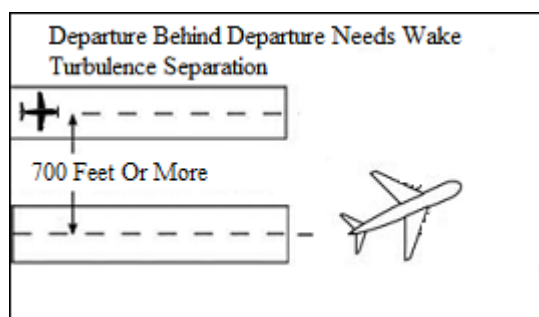 Departure Behind Departure Needs Wake
Turbulence Separation
700 Feet Or More